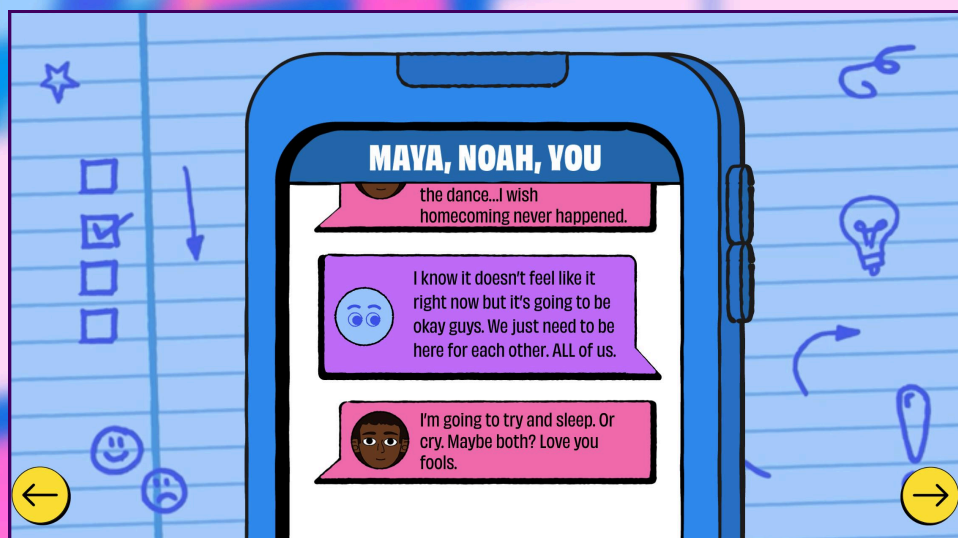 MAYA, NOAH, YOU
the dance...I wish
homecoming never happened.
I know it doesn't feel like it
right now but it's going to be
okay guys. We just need to be
here for each other. ALL of us.
I'm going to try and sleep. Or
cry. Maybe both? Love you
fools.